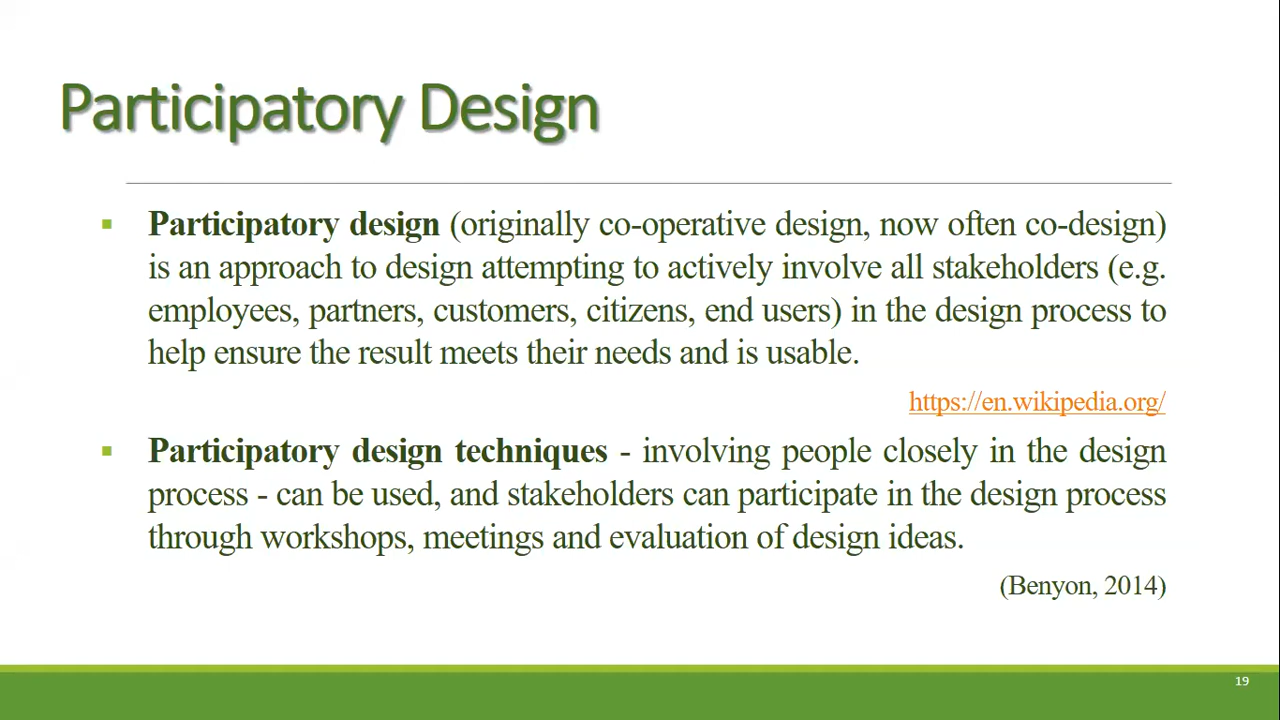 Participatory Design
▪ Participatory design (originally co-operative design, now often co-design)
is an approach to design attempting to actively involve all stakeholders (e.g.
employees, partners, customers, citizens, end users) in the design process to
help ensure the result meets their needs and is usable.
https://en.wikipedia.org/
▪ Participatory design techniques - involving people closely in the design
process - can be used, and stakeholders can participate in the design process
through workshops, meetings and evaluation of design ideas.
(Benyon, 2014)
19